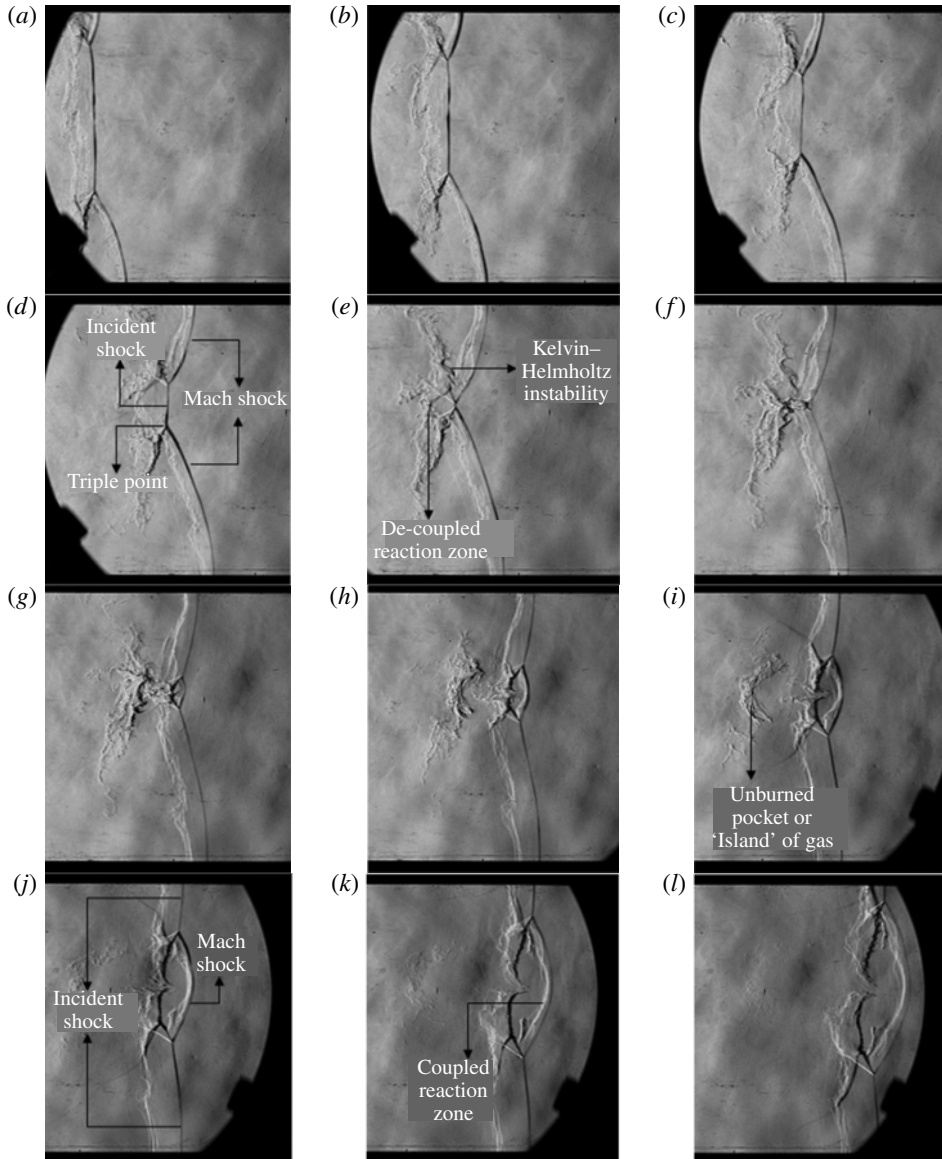 (a)
(b)
(c)
(d)
Incident
shock
Mach shock
Triple point
(e)
Kelvin–
Helmholtz
instability
De-coupled
reaction zone
(f)
(g)
(h)
(i)
Unburned
pocket or
‘Island’ of gas
(j)
Mach
shock
Incident
shock
(k)
Coupled
reaction
zone
(l)